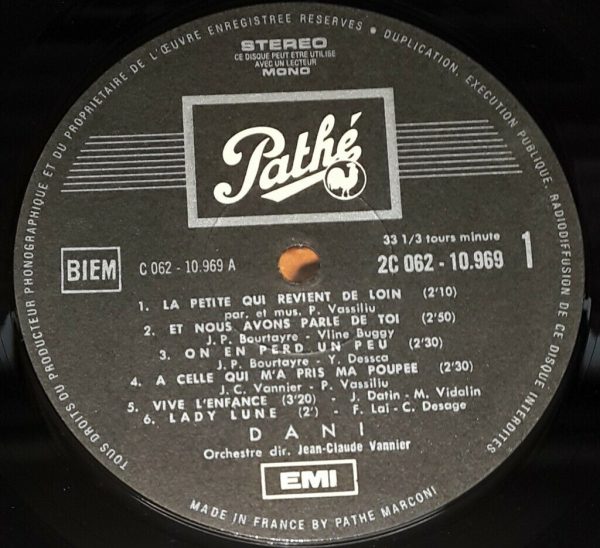 TOUS DROITS DU PRODUCTEUR PHONOGRAPHIQUE ET DU PROPRIETAIRE DE L'ŒUVRE ENREGISTREE RESERVES • DUPLICATION, EXECUTION PUBLIQUE, RADIODIFFUSION DE CE DISQUE INTERDITES
STEREO
CE DISQUE PEUT ETRE UTILISE
AVEC UN LECTEUR
MONO
Pathé
33 1/3 tours minute
BIEM
C 062 - 10.969 A
2C 062 - 10.969
1
1. LA PETITE QUI REVIENT DE LOIN (2'10)
par. et mus. P. Vassiliu
2. ET NOUS AVONS PARLE DE TOI (2'50)
J.P. Bourtayre - Vline Buggy
3. ON EN PERD UN PEU (2'30)
J.P. Bourtayre - Y. Dessca
4. A CELLE QUI M'A PRIS MA POUPEE (2'30)
J.C. Vannier - P. Vassiliu
5. VIVE L'ENFANCE (3'20) - J. Datin - M. Vidalin
6. LADY LUNE (2') - F. Lai - C. Desage
DANI
Orchestre dir. Jean-Claude Vannier
EMI
MADE IN FRANCE BY PATHE MARCONI